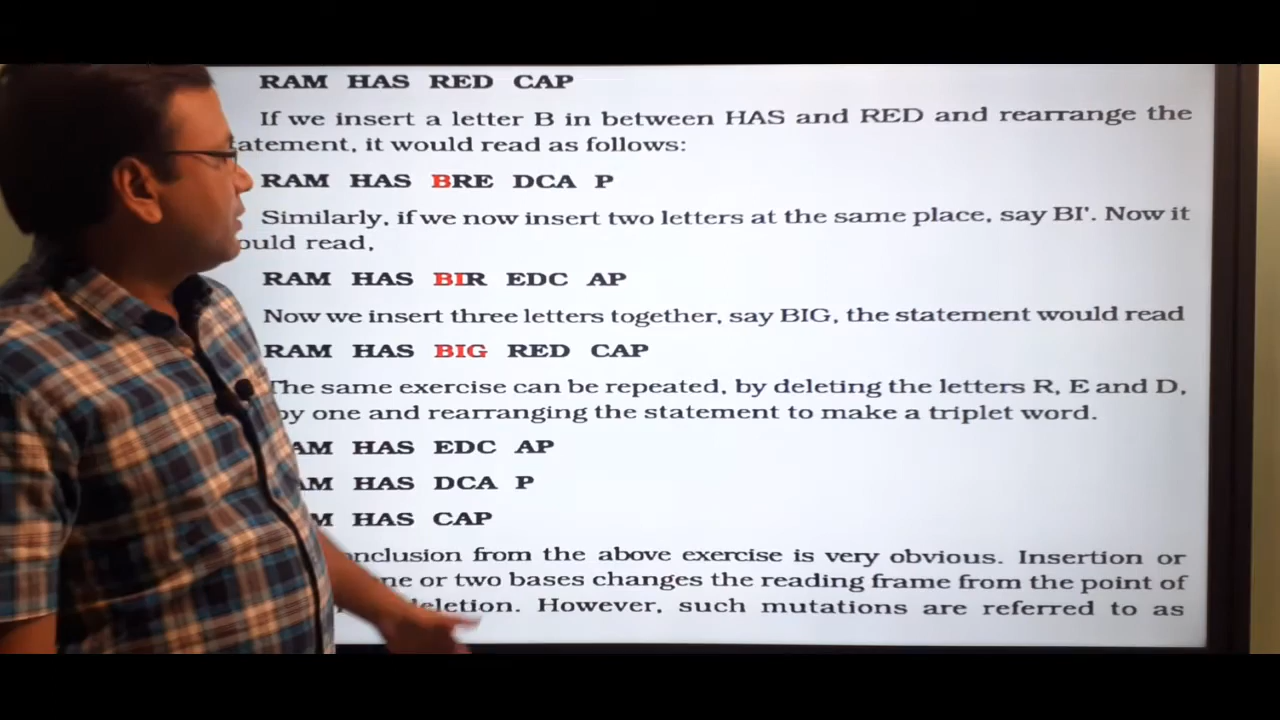 RAM HAS RED CAP
If we insert a letter B in between HAS and RED and rearrange the
tatement, it would read as follows:
RAM HAS BRE DCA P
Similarly, if we now insert two letters at the same place, say BI'. Now it
ould read,
RAM HAS BIR EDC AP
Now we insert three letters together, say BIG, the statement would read
RAM HAS BIG RED CAP
The same exercise can be repeated, by deleting the letters R, E and D,
by one and rearranging the statement to make a triplet word.
AM HAS EDC AP
AM HAS DCA P
M HAS CAP
onclusion from the above exercise is very obvious. Insertion or
ne or two bases changes the reading frame from the point of
deletion. However, such mutations are referred to as